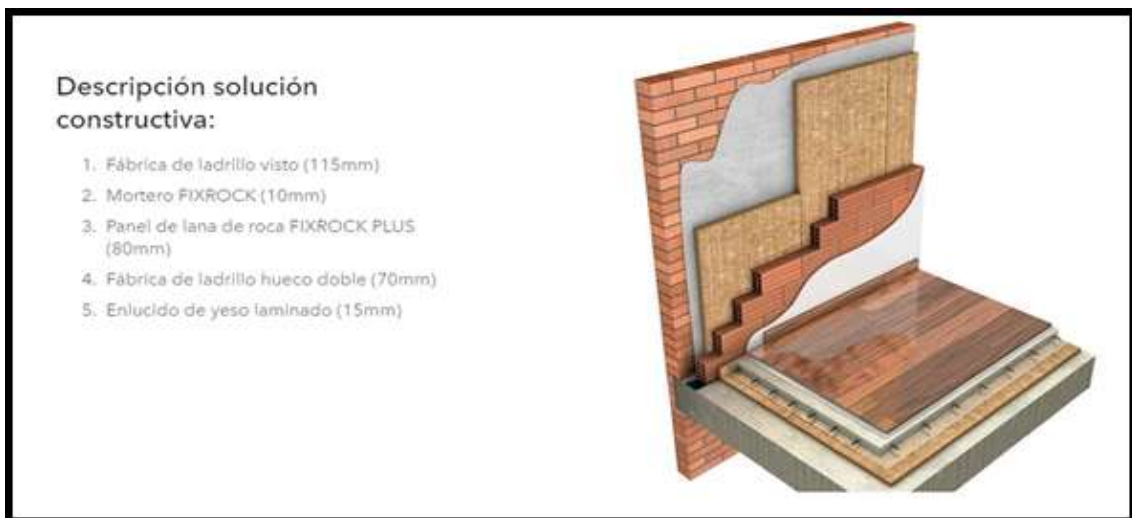 Descripción solución
constructiva:
1. Fábrica de ladrillo visto (115mm)
2. Mortero FIXROCK (10mm)
3. Panel de lana de roca FIXROCK PLUS
(80mm)
4. Fábrica de ladrillo hueco doble (70mm)
5. Enlucido de yeso laminado (15mm)